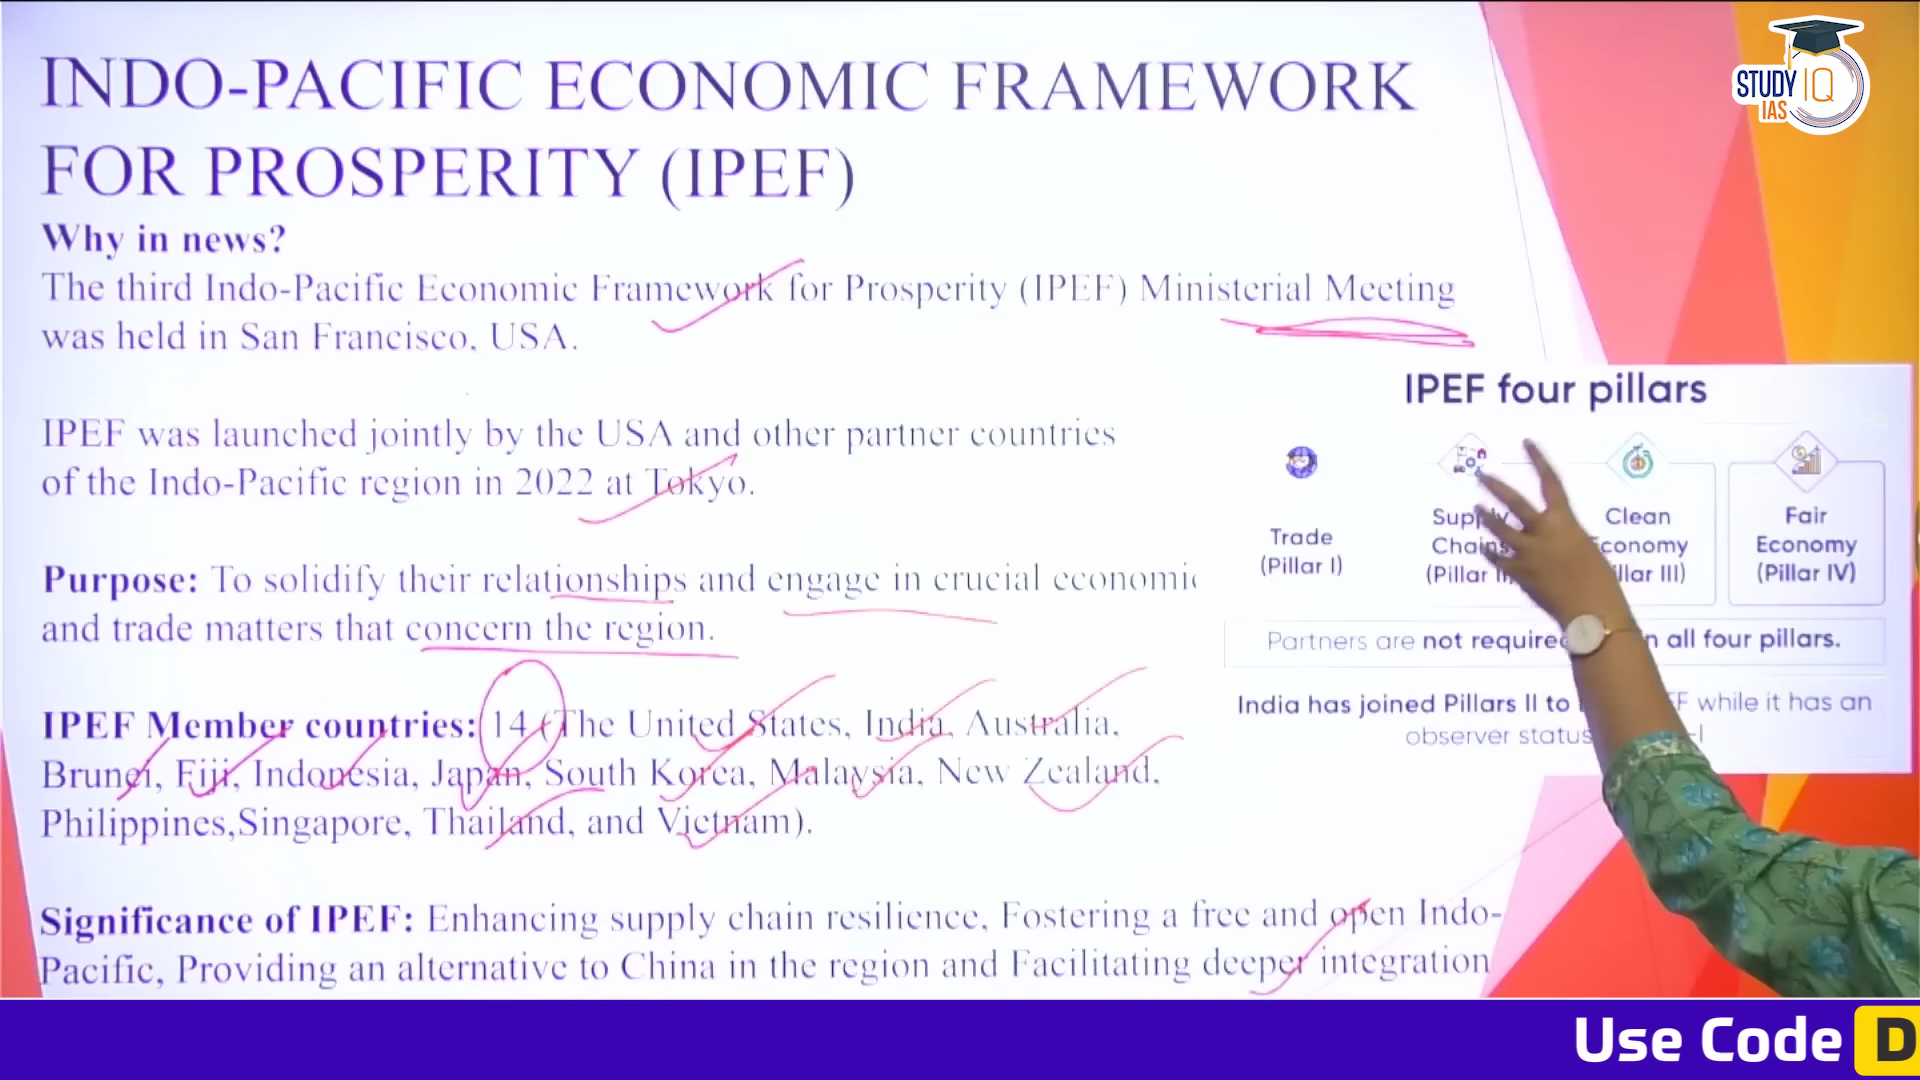 INDO-PACIFIC ECONOMIC FRAMEWORK
FOR PROSPERITY (IPEF)
STUDY IQ
IAS
Why in news?
The third Indo-Pacific Economic Framework for Prosperity (IPEF) Ministerial Meeting
was held in San Francisco, USA.
IPEF was launched jointly by the USA and other partner countries
of the Indo-Pacific region in 2022 at Tokyo.
Purpose: To solidify their relationships and engage in crucial economic
and trade matters that concern the region.
IPEF Member countries: 14 (The United States, India, Australia,
Brunei, Fiji, Indonesia, Japan, South Korea, Malaysia, New Zealand,
Philippines,Singapore, Thailand, and Vietnam).
Significance of IPEF: Enhancing supply chain resilience, Fostering a free and open Indo-
Pacific, Providing an alternative to China in the region and Facilitating deeper integration
IPEF four pillars
Trade
(Pillar I)
Supply
Chains
(Pillar
Clean
Economy
III)
Fair
Economy
(Pillar IV)
Partners are not required all four pillars.
India has joined Pillars II to while it has an
observer status
Use Code D